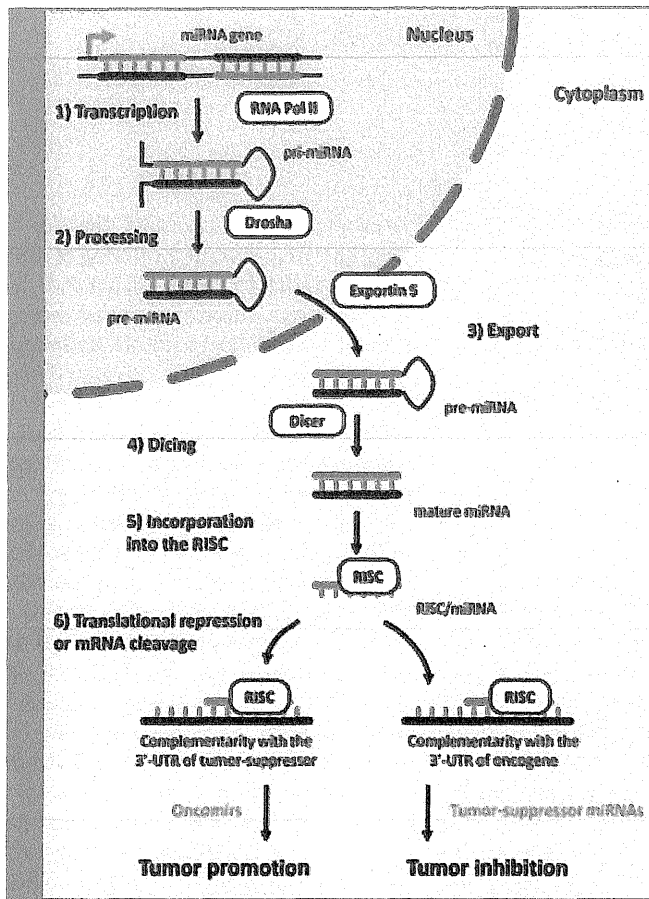 miRNA gene
Nucleus
Cytoplasm
1) Transcription
RNA Pol II
pri-miRNA
Drosha
2) Processing
Exportin 5
pre-miRNA
3) Export
pre-miRNA
Dicer
4) Dicing
mature miRNA
5) Incorporation
into the RISC
RISC
RISC/miRNA
6) Translational repression
or mRNA cleavage
RISC
RISC
Complementarity with the
3'-UTR of tumor-suppressor
Complementarity with the
3'-UTR of oncogene
Oncomirs
Tumor-suppressor miRNAs
Tumor promotion
Tumor inhibition